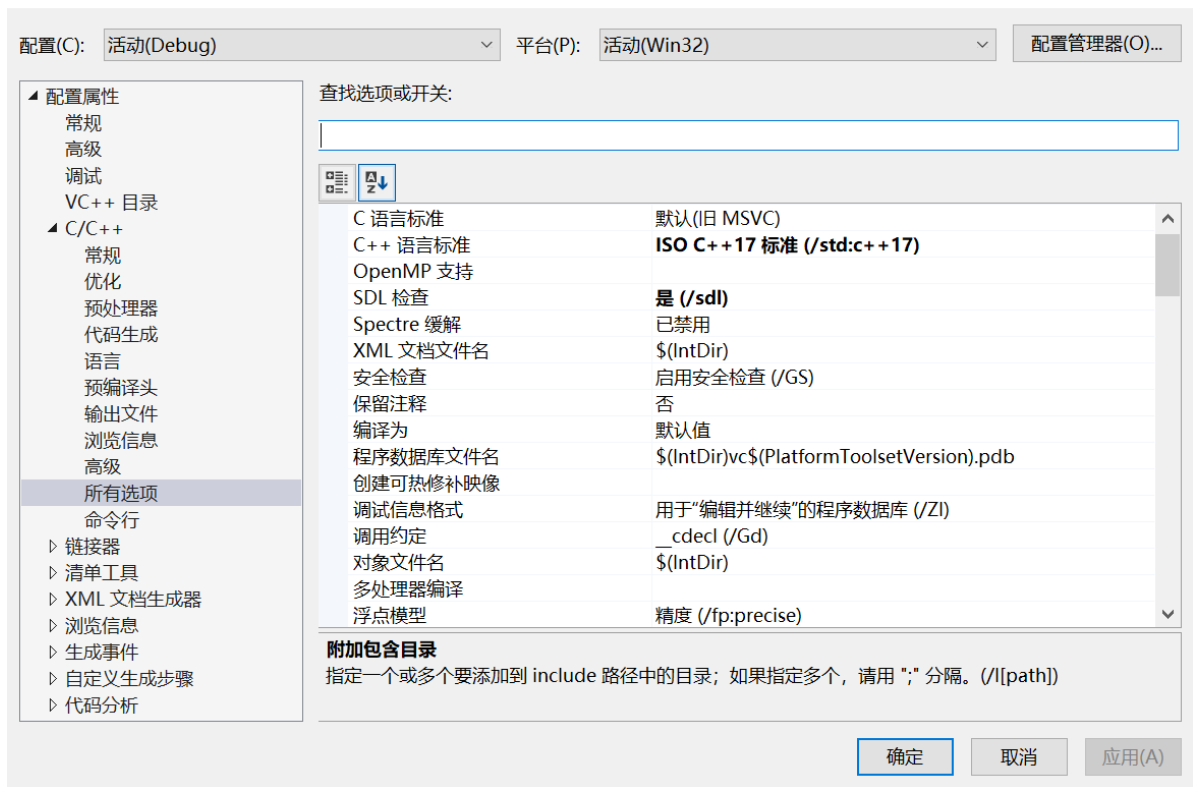 配置(C): 活动(Debug) 平台(P): 活动(Win32) 配置管理器(O)...
配置属性
常规
高级
调试
VC++ 目录
C/C++
常规
优化
预处理器
代码生成
语言
预编译头
输出文件
浏览信息
高级
所有选项
命令行
链接器
清单工具
XML 文档生成器
浏览信息
生成事件
自定义生成步骤
代码分析
查找选项或开关:
C 语言标准 默认(旧 MSVC)
C++ 语言标准 ISO C++17 标准 (/std:c++17)
OpenMP 支持
SDL 检查 是 (/sdl)
Spectre 缓解 已禁用
XML 文档文件名 $(IntDir)
安全检查 启用安全检查 (/GS)
保留注释 否
编译为 默认值
程序数据库文件名 $(IntDir)vc$(PlatformToolsetVersion).pdb
创建可热修补映像
调试信息格式 用于“编辑并继续”的程序数据库 (/ZI)
调用约定 __cdecl (/Gd)
对象文件名 $(IntDir)
多处理器编译
浮点模型 精度 (/fp:precise)
附加包含目录
指定一个或多个要添加到 include 路径中的目录；如果指定多个，请用 ";" 分隔。(/I[path])
确定 取消 应用(A)